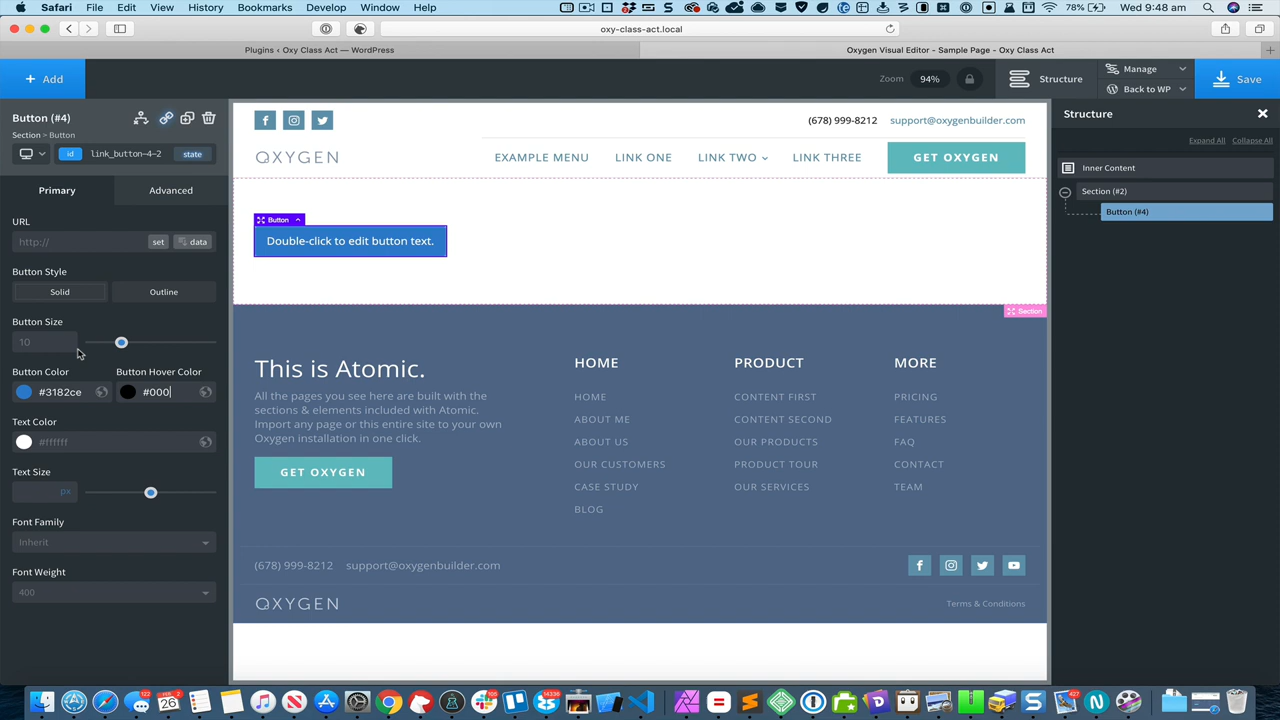 Safari File Edit View History Bookmarks Develop Window Help
78% Wed 9:48 am
oxy-class-act.local
Plugins ‹ Oxy Class Act — WordPress
Oxygen Visual Editor - Sample Page - Oxy Class Act
+ Add
Zoom 94%
Structure
Manage
Back to WP
Save
Button (#4)
Section > Button
id link_button-4-2 state
Primary Advanced
URL
http:// set data
Button Style
Solid Outline
Button Size
10
Button Color Button Hover Color
#3182ce #000
Text Color
#ffffff
Text Size
px
Font Family
Inherit
Font Weight
400
(678) 999-8212 support@oxygenbuilder.com
OXYGEN
EXAMPLE MENU LINK ONE LINK TWO LINK THREE GET OXYGEN
Button
Double-click to edit button text.
Section
This is Atomic.
All the pages you see here are built with the
sections & elements included with Atomic.
Import any page or this entire site to your own
Oxygen installation in one click.
GET OXYGEN
HOME
HOME
ABOUT ME
ABOUT US
OUR CUSTOMERS
CASE STUDY
BLOG
PRODUCT
CONTENT FIRST
CONTENT SECOND
OUR PRODUCTS
PRODUCT TOUR
OUR SERVICES
MORE
PRICING
FEATURES
FAQ
CONTACT
TEAM
(678) 999-8212 support@oxygenbuilder.com
OXYGEN
Terms & Conditions
Structure
Expand All Collapse All
Inner Content
Section (#2)
Button (#4)